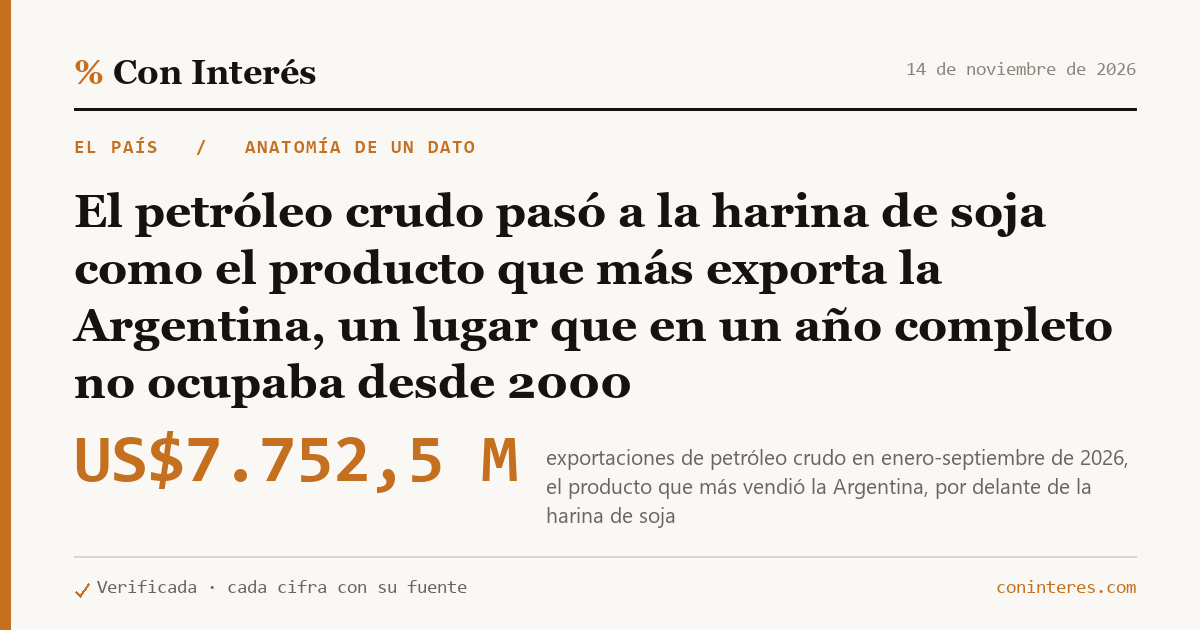 % Con Interés
14 de noviembre de 2026
EL PAÍS / ANATOMÍA DE UN DATO
El petróleo crudo pasó a la harina de soja
como el producto que más exporta la
Argentina, un lugar que en un año completo
no ocupaba desde 2000
US$7.752,5 M
exportaciones de petróleo crudo en enero-septiembre de 2026,
el producto que más vendió la Argentina, por delante de la
harina de soja
✓ Verificada · cada cifra con su fuente
coninteres.com